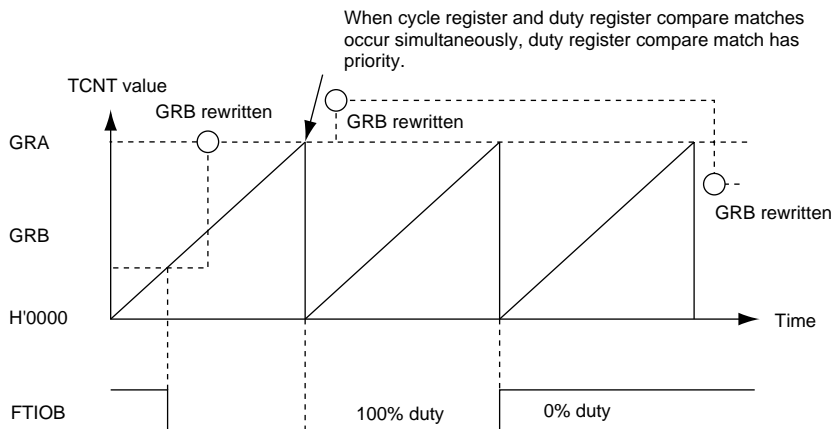 When cycle register and duty register compare matches
occur simultaneously, duty register compare match has
priority.
TCNT value
GRB rewritten
GRB rewritten
GRA
GRB rewritten
GRB
H'0000
Time
FTIOB
100% duty
0% duty